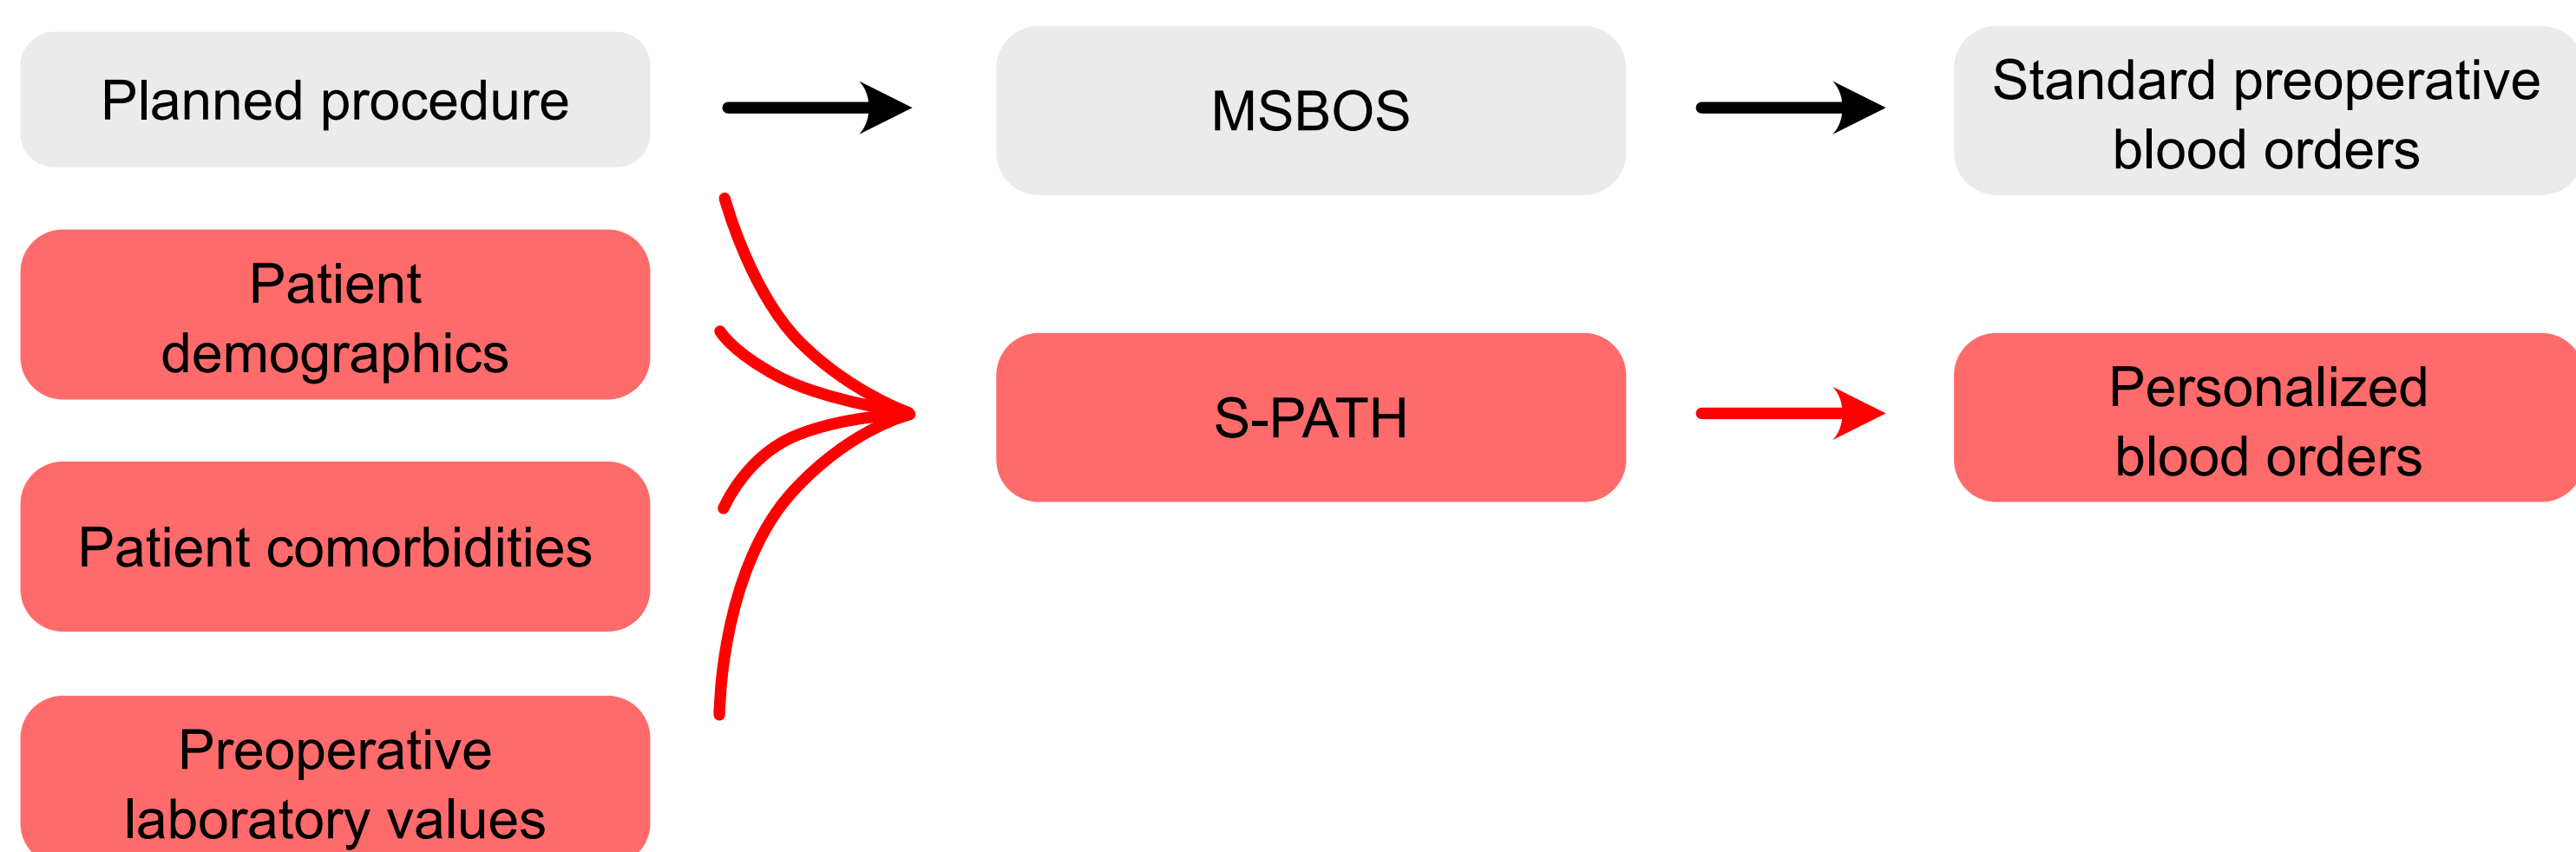 Planned procedure
MSBOS
Standard preoperative
blood orders
Patient
demographics
S-PATH
Personalized
blood orders
Patient comorbidities
Preoperative
laboratory values